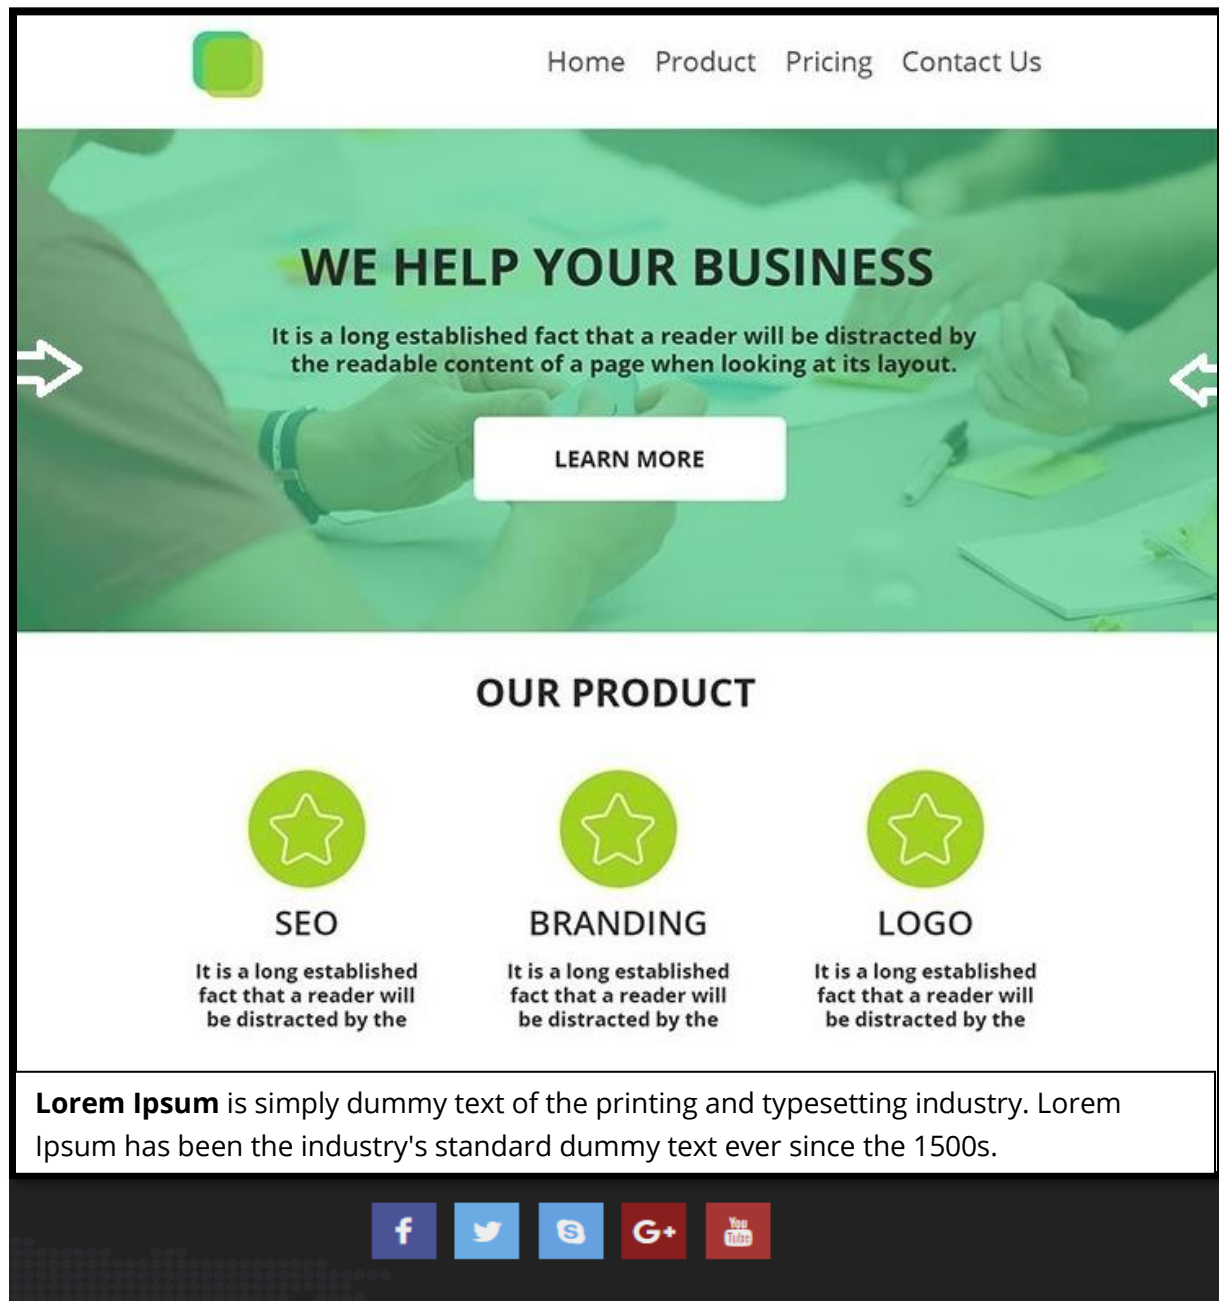 Home Product Pricing Contact Us
WE HELP YOUR BUSINESS
It is a long established fact that a reader will be distracted by
the readable content of a page when looking at its layout.
LEARN MORE
OUR PRODUCT
SEO
It is a long established
fact that a reader will
be distracted by the
BRANDING
It is a long established
fact that a reader will
be distracted by the
LOGO
It is a long established
fact that a reader will
be distracted by the
Lorem Ipsum is simply dummy text of the printing and typesetting industry. Lorem
Ipsum has been the industry's standard dummy text ever since the 1500s.
f
S
G+
You
Tube